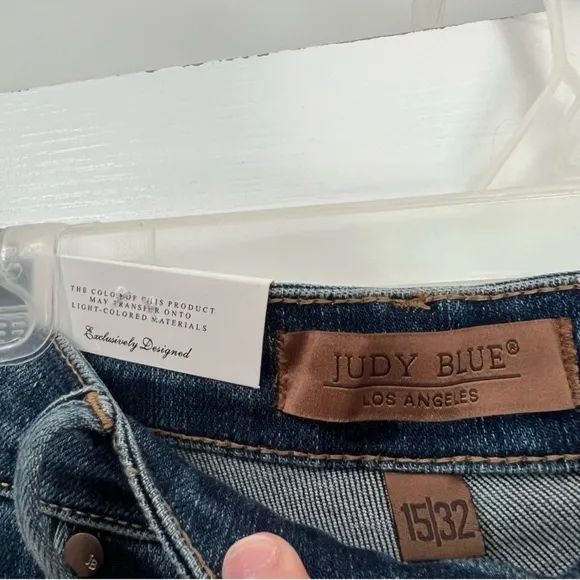 THE COLOR OF THIS PRODUCT
MAY TRANSFER ONTO
LIGHT-COLORED MATERIALS
Exclusively Designed
JUDY BLUE®
LOS ANGELES
15|32